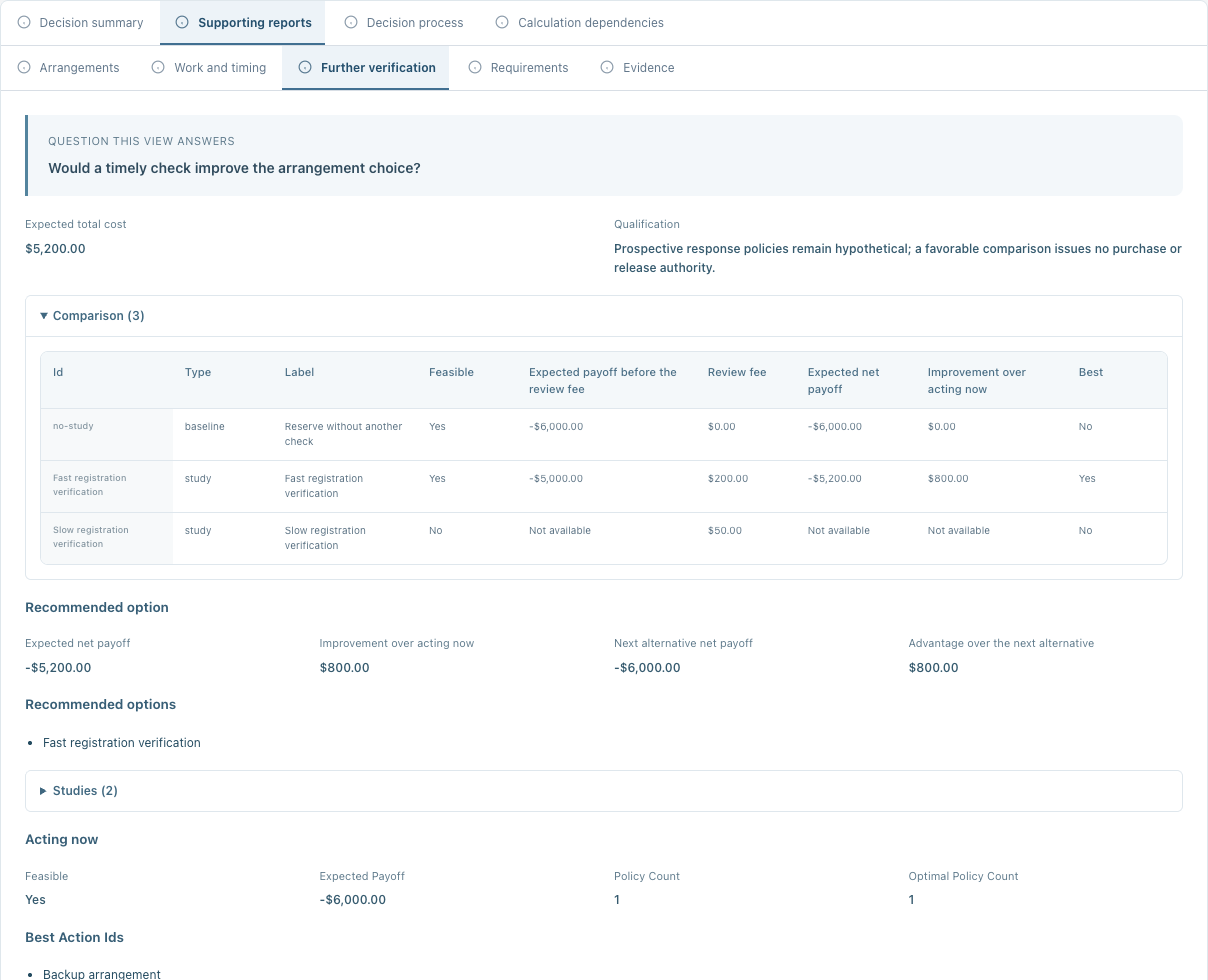 Decision summary
Supporting reports
Decision process
Calculation dependencies
Arrangements
Work and timing
Further verification
Requirements
Evidence
QUESTION THIS VIEW ANSWERS
Would a timely check improve the arrangement choice?
Expected total cost
$5,200.00
Qualification
Prospective response policies remain hypothetical; a favorable comparison issues no purchase or
release authority.
Comparison (3)
Id Type Label Feasible Expected payoff before the review fee Review fee Expected net payoff Improvement over acting now Best
no-study baseline Reserve without another check Yes -$6,000.00 $0.00 -$6,000.00 $0.00 No
Fast registration verification study Fast registration verification Yes -$5,000.00 $200.00 -$5,200.00 $800.00 Yes
Slow registration verification study Slow registration verification No Not available $50.00 Not available Not available No
Recommended option
Expected net payoff
-$5,200.00
Improvement over acting now
$800.00
Next alternative net payoff
-$6,000.00
Advantage over the next alternative
$800.00
Recommended options
• Fast registration verification
Studies (2)
Acting now
Feasible
Yes
Expected Payoff
-$6,000.00
Policy Count
1
Optimal Policy Count
1
Best Action Ids
• Backup arrangement